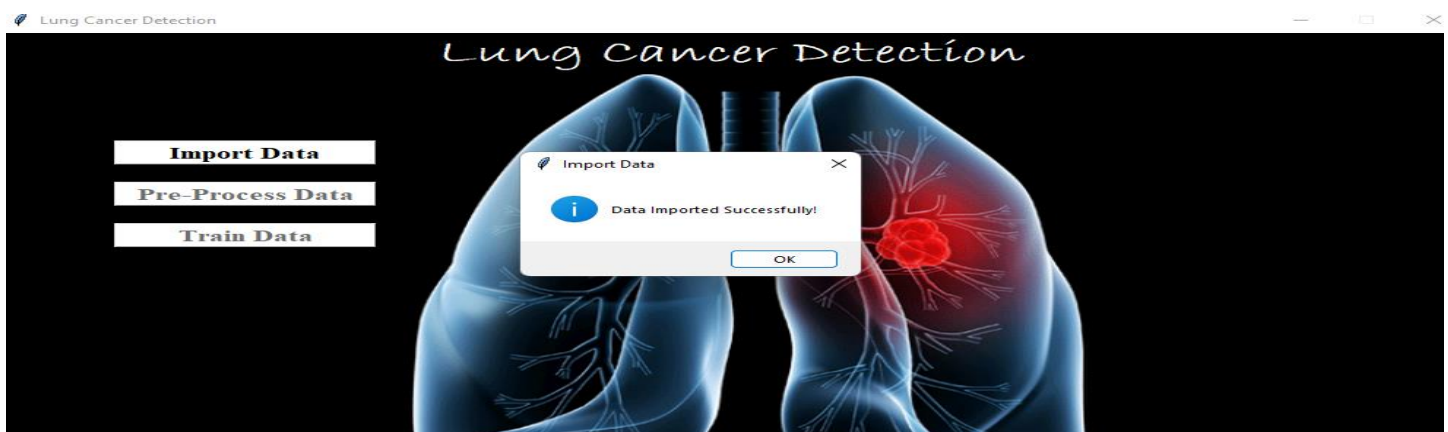 Lung Cancer Detection
Lung Cancer Detection
Import Data
Pre-Process Data
Train Data
Import Data
i
Data Imported Successfully!
OK